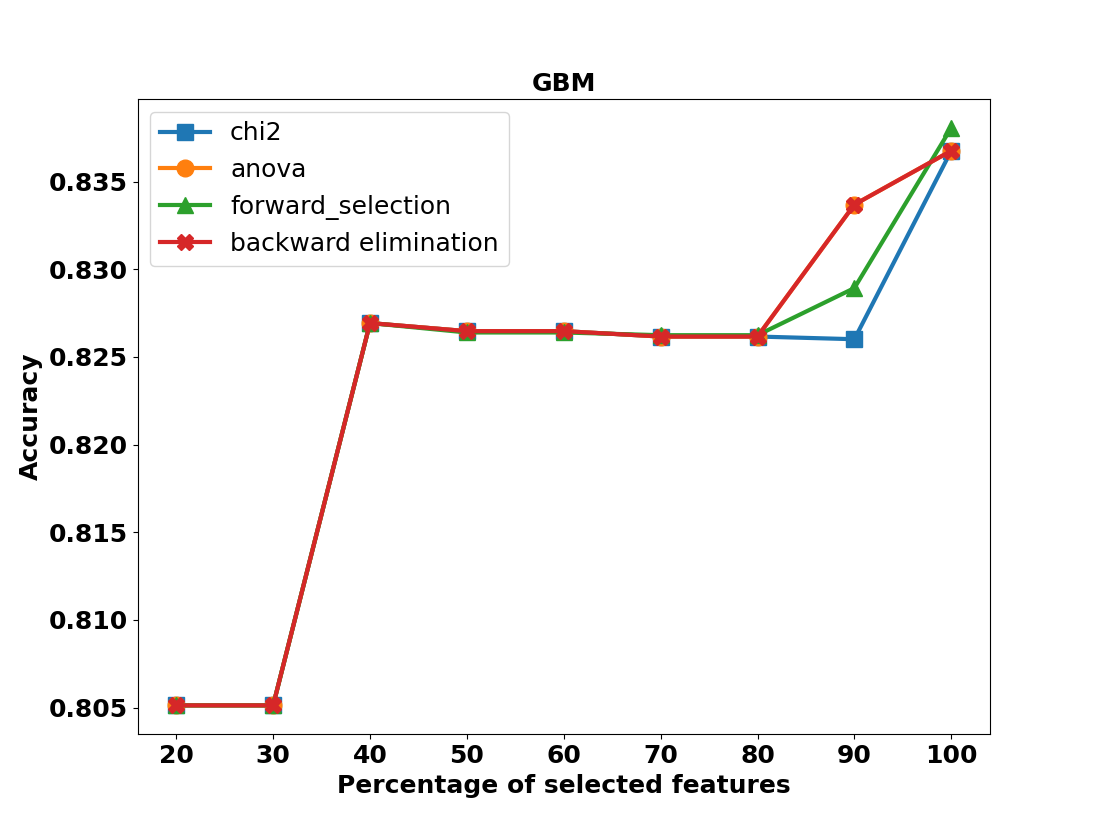 GBM
chi2
anova
forward_selection
backward elimination
Accuracy
0.835
0.830
0.825
0.820
0.815
0.810
0.805
20 30 40 50 60 70 80 90 100
Percentage of selected features